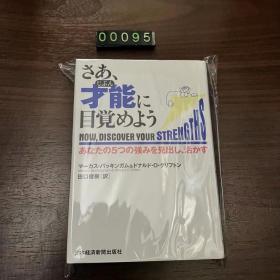 00095
さあ、
じぶん
才能に
目覚めよう
NOW, DISCOVER YOUR STRENGTHS
あなたの5つの強みを見出し、活かす
マーカス・バッキンガム&ドナルド・O・クリフトン
田口俊樹 訳
日本経済新聞出版社